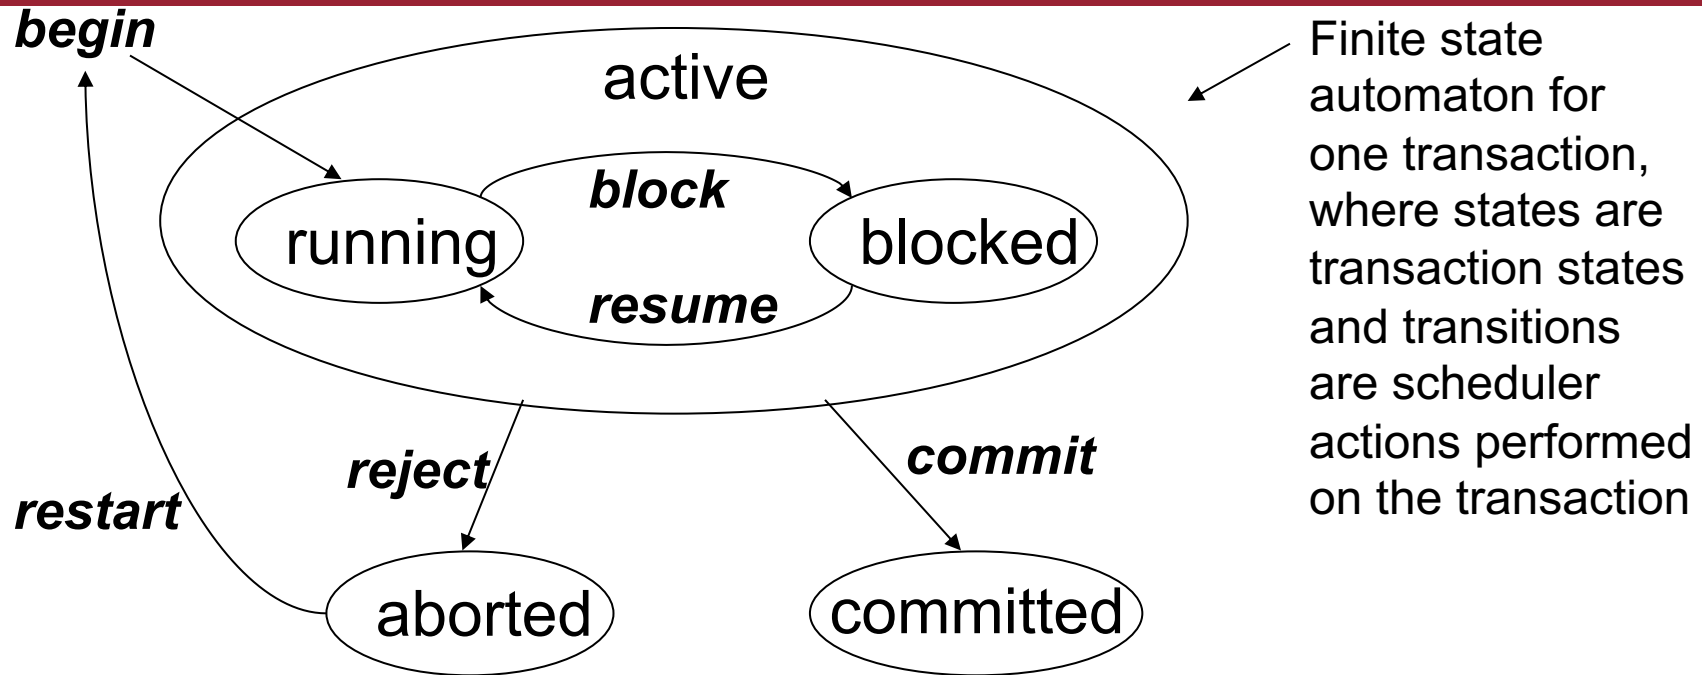 begin
active
running
block
blocked
resume
reject
commit
restart
aborted
committed
Finite state
automaton for
one transaction,
where states are
transaction states
and transitions
are scheduler
actions performed
on the transaction